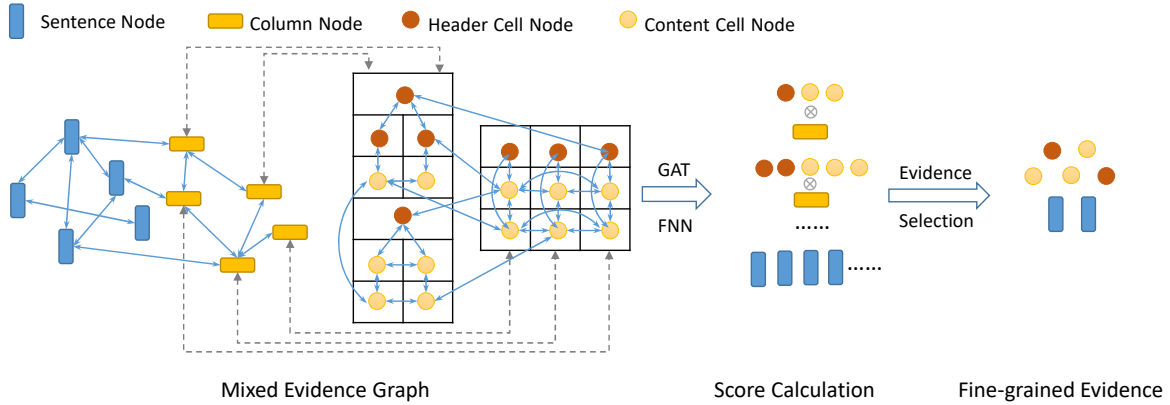 Sentence Node Column Node Header Cell Node Content Cell Node
GAT
FNN
......
......
Evidence
Selection
Mixed Evidence Graph Score Calculation Fine-grained Evidence